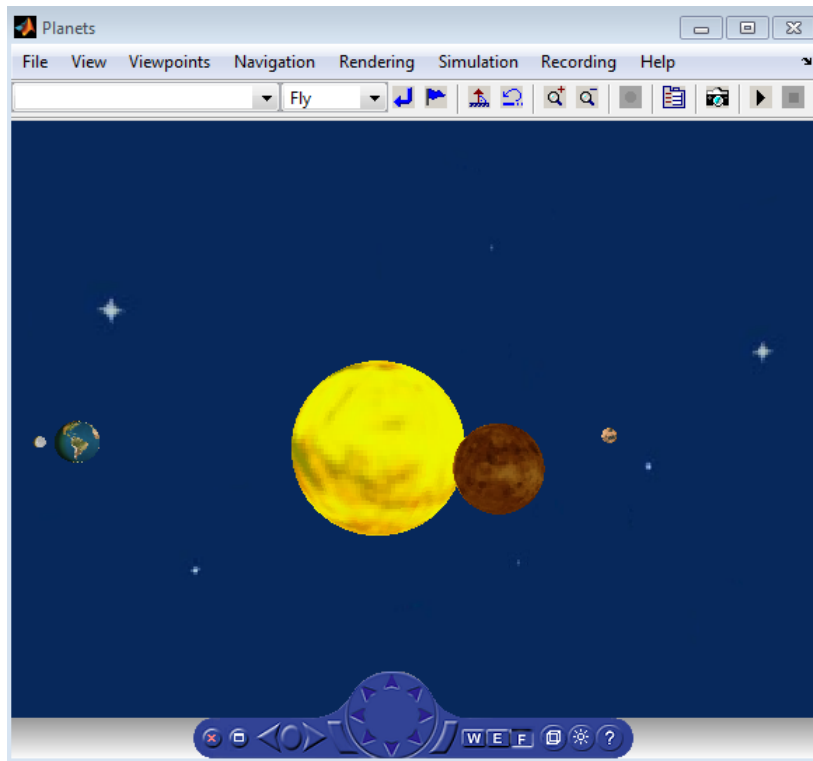 Planets
File View Viewpoints Navigation Rendering Simulation Recording Help
Fly
W E F ?